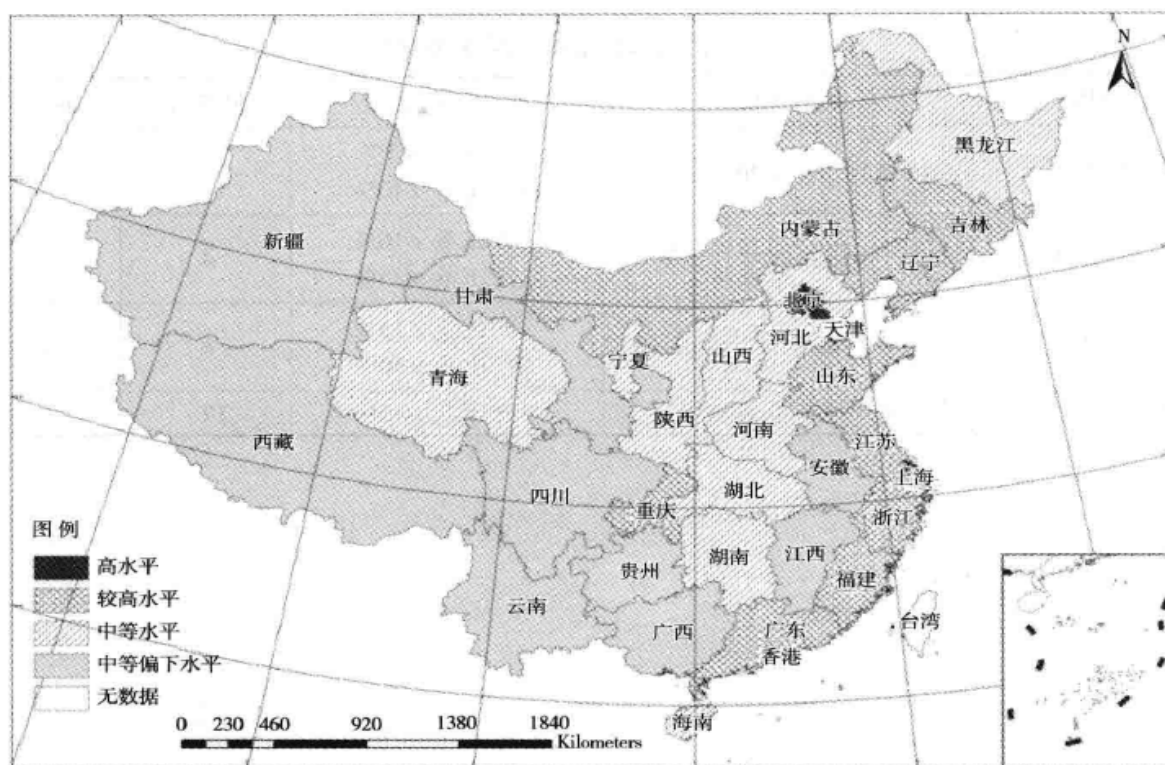 N
黑龙江
内蒙古
吉林
新疆
辽宁
甘肃
北京
天津
河北
宁夏
山西
山东
青海
陕西
河南
江苏
西藏
安徽
上海
四川
湖北
重庆
浙江
湖南
江西
贵州
福建
云南
台湾
广西
广东
香港
海南
图例
高水平
较高水平
中等水平
中等偏下水平
无数据
0 230 460 920 1380 1840
Kilometers